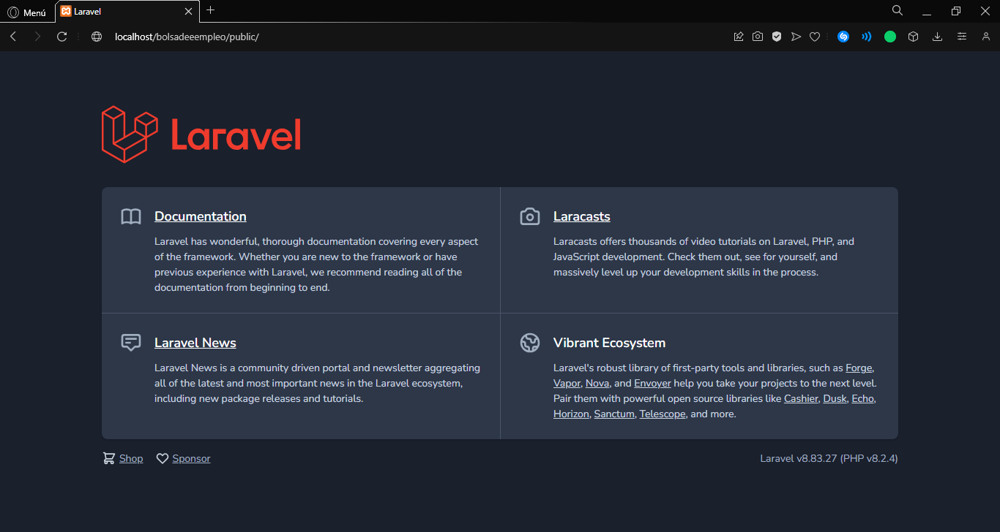 Menú
Laravel
localhost/bolsadeeempleo/public/
Laravel
Documentation
Laravel has wonderful, thorough documentation covering every aspect
of the framework. Whether you are new to the framework or have
previous experience with Laravel, we recommend reading all of the
documentation from beginning to end.
Laracasts
Laracasts offers thousands of video tutorials on Laravel, PHP, and
JavaScript development. Check them out, see for yourself, and
massively level up your development skills in the process.
Laravel News
Laravel News is a community driven portal and newsletter aggregating
all of the latest and most important news in the Laravel ecosystem,
including new package releases and tutorials.
Vibrant Ecosystem
Laravel's robust library of first-party tools and libraries, such as Forge,
Vapor, Nova, and Envoyer help you take your projects to the next level.
Pair them with powerful open source libraries like Cashier, Dusk, Echo,
Horizon, Sanctum, Telescope, and more.
Shop
Sponsor
Laravel v8.83.27 (PHP v8.2.4)